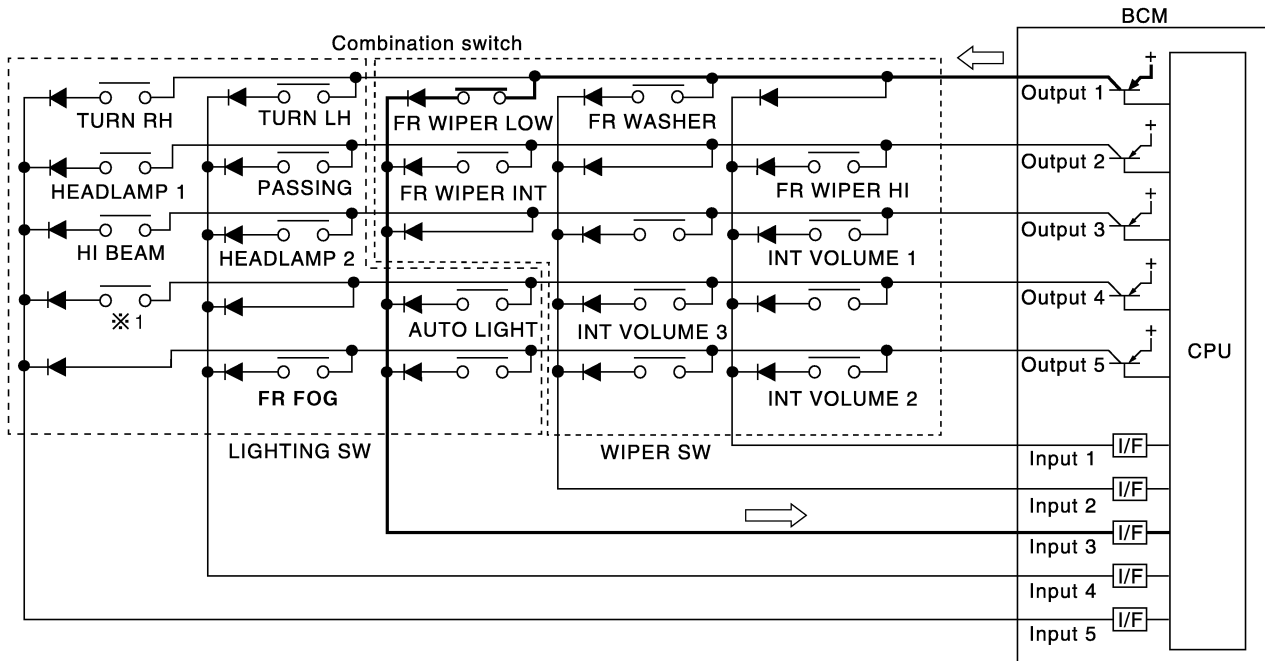 BCM
Combination switch
+
Output 1
TURN RH
TURN LH
FR WIPER LOW
FR WASHER
+
Output 2
HEADLAMP 1
PASSING
FR WIPER INT
FR WIPER HI
+
Output 3
HI BEAM
HEADLAMP 2
INT VOLUME 1
+
Output 4
※1
AUTO LIGHT
INT VOLUME 3
+
Output 5
CPU
FR FOG
INT VOLUME 2
LIGHTING SW
WIPER SW
Input 1
I/F
Input 2
I/F
Input 3
I/F
Input 4
I/F
Input 5
I/F